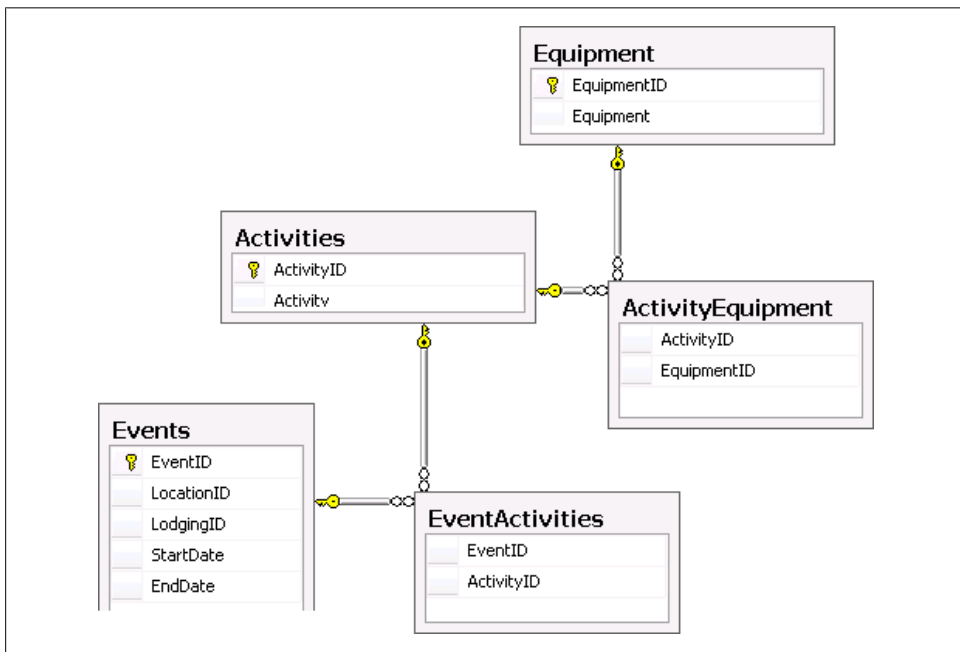 Equipment
EquipmentID
Equipment
Activities
ActivityID
Activity
ActivityEquipment
ActivityID
EquipmentID
Events
EventID
LocationID
LodgingID
StartDate
EndDate
EventActivities
EventID
ActivityID